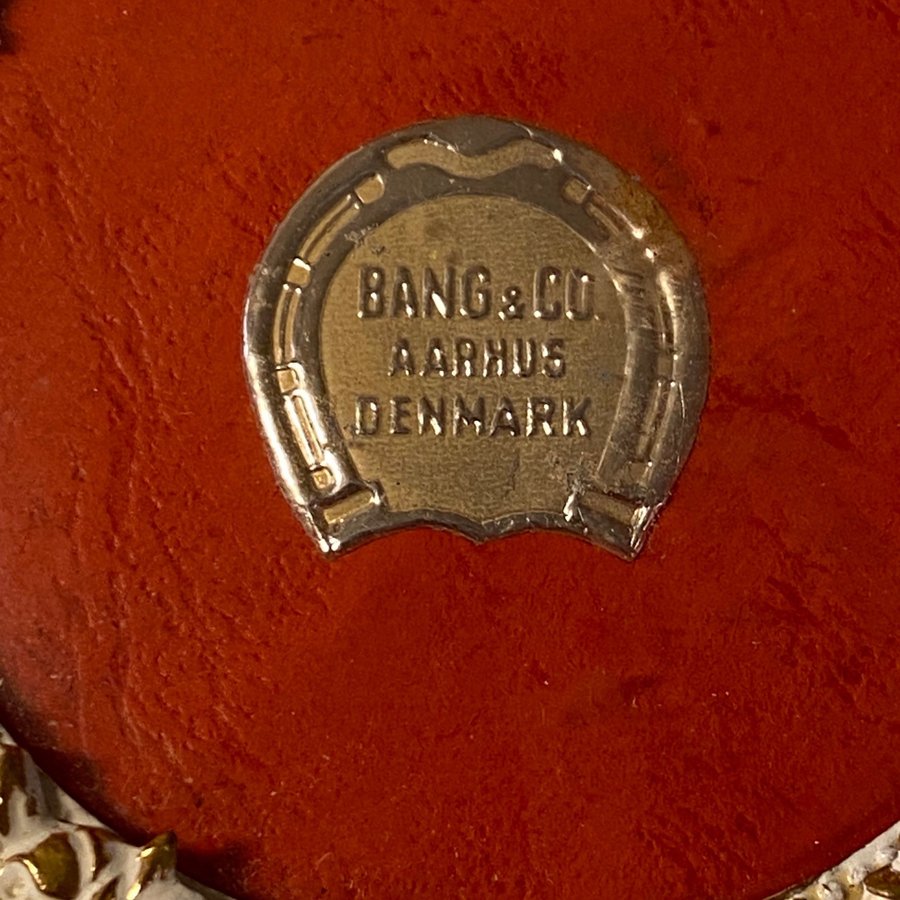 BANG & CO.
AARHUS
DENMARK